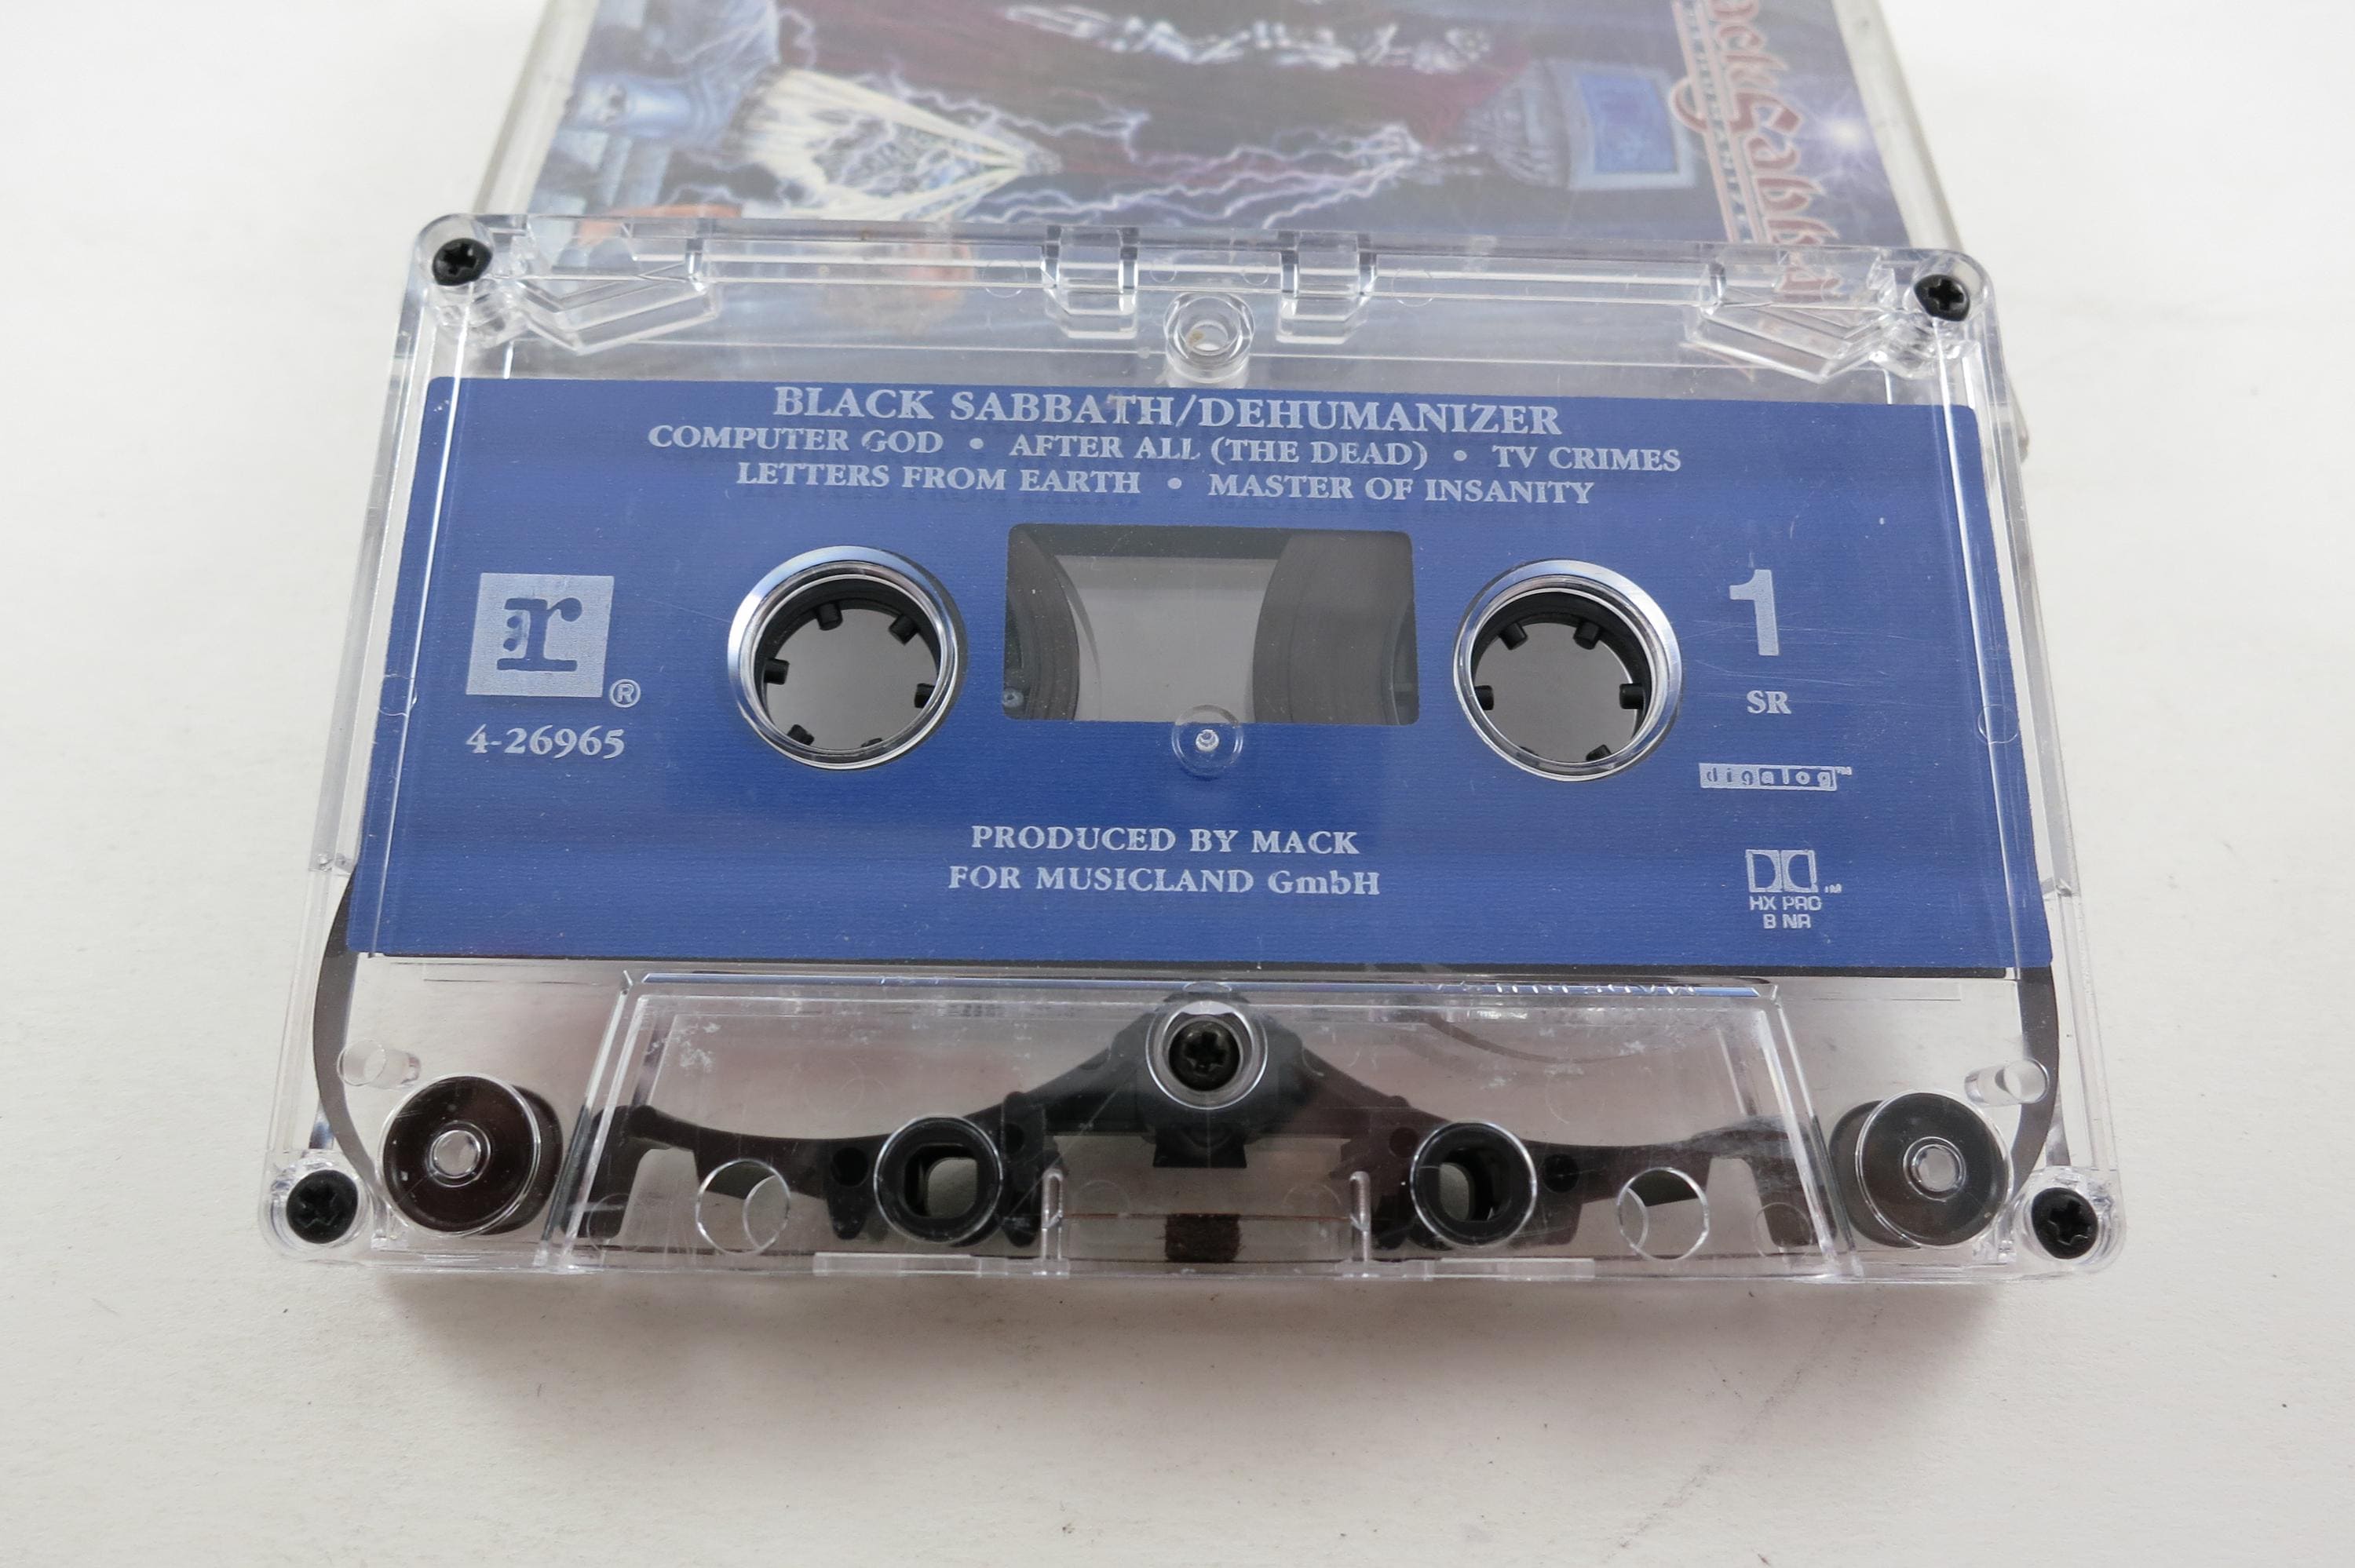 BLACK SABBATH/DEHUMANIZER
COMPUTER GOD • AFTER ALL (THE DEAD) • TV CRIMES
LETTERS FROM EARTH • MASTER OF INSANITY
r
®
4-26965
1
SR
digalog™
PRODUCED BY MACK
FOR MUSICLAND GmbH
HX PRO
B NR